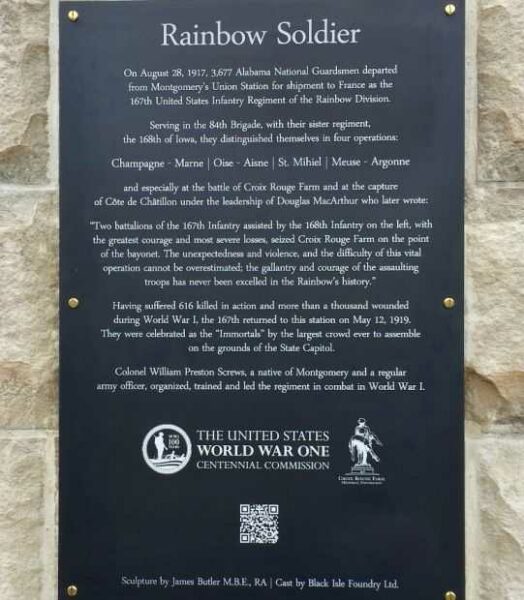 Rainbow Soldier
On August 28, 1917, 3,677 Alabama National Guardsmen departed
from Montgomery's Union Station for shipment to France as the
167th United States Infantry Regiment of the Rainbow Division.
Serving in the 84th Brigade, with their sister regiment,
the 168th of Iowa, they distinguished themselves in four operations:
Champagne - Marne | Oise - Aisne | St. Mihiel | Meuse - Argonne
and especially at the battle of Croix Rouge Farm and at the capture
of Côte de Châtillon under the leadership of Douglas MacArthur who later wrote:
"Two battalions of the 167th Infantry assisted by the 168th Infantry on the left, with
the greatest courage and most severe losses, seized Croix Rouge Farm on the point
of the bayonet. The unexpectedness and violence, and the difficulty of this vital
operation cannot be overestimated; the gallantry and courage of the assaulting
troops has never been excelled in the Rainbow's history."
Having suffered 616 killed in action and more than a thousand wounded
during World War I, the 167th returned to this station on May 12, 1919.
They were celebrated as the "Immortals" by the largest crowd ever to assemble
on the grounds of the State Capitol.
Colonel William Preston Screws, a native of Montgomery and a regular
army officer, organized, trained and led the regiment in combat in World War I.
THE UNITED STATES
WORLD WAR ONE
CENTENNIAL COMMISSION
100
YEARS
Croix Rouge Farm
Memorial Foundation
Sculpture by James Butler M.B.E., RA | Cast by Black Isle Foundry Ltd.